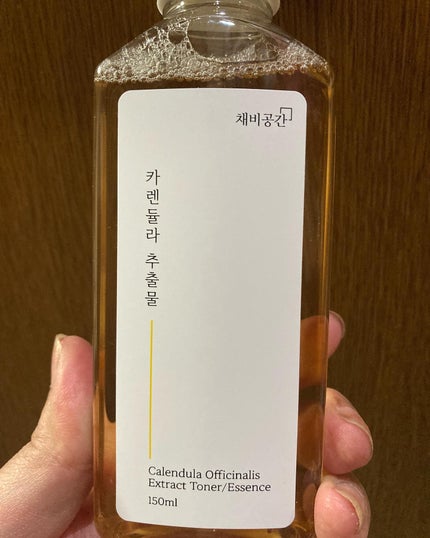 채비공간
카렌듈라 추출물
Calendula Officinalis
Extract Toner/Essence
150ml